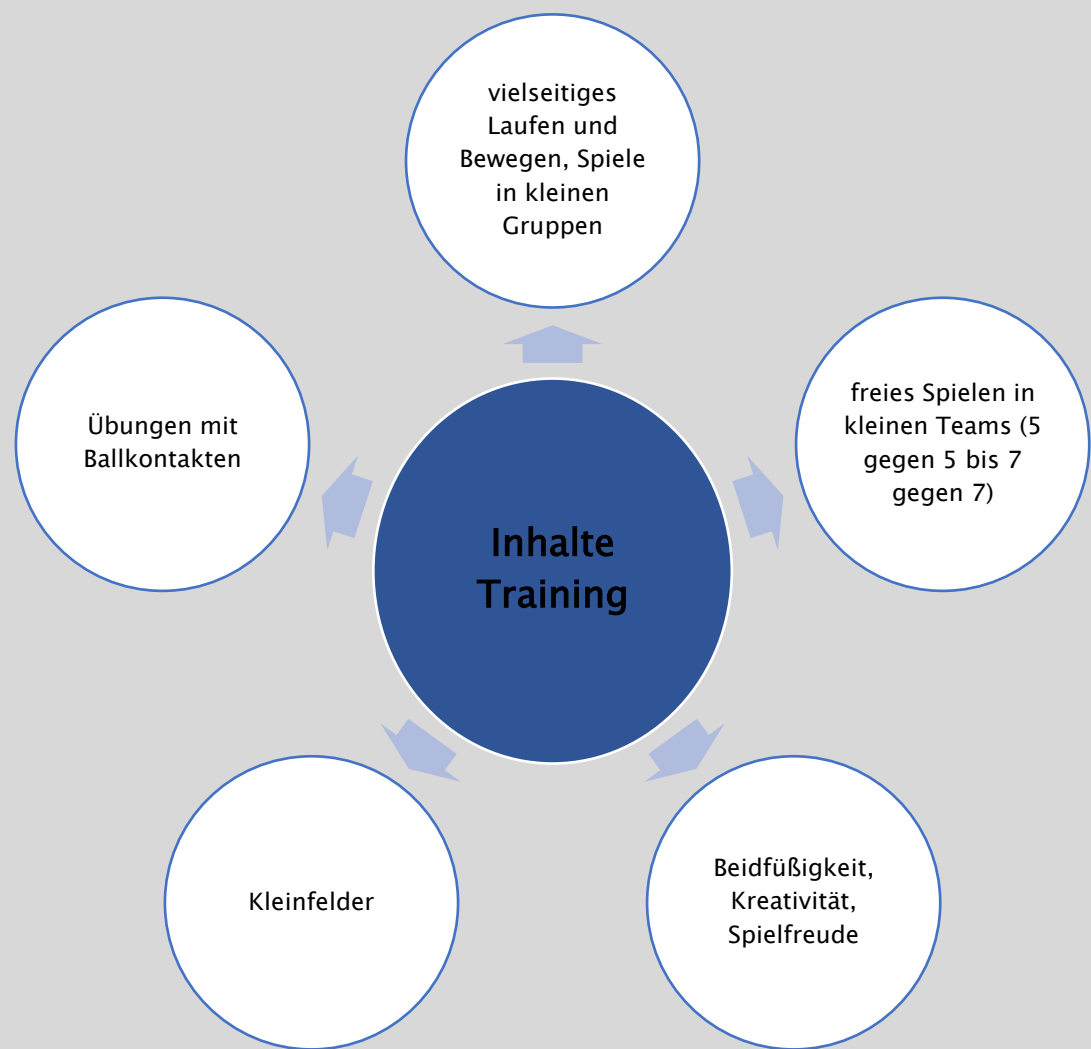 vielseitiges
Laufen und
Bewegen, Spiele
in kleinen
Gruppen
freies Spielen in
kleinen Teams (5
gegen 5 bis 7
gegen 7)
Übungen mit
Ballkontakten
Inhalte
Training
Kleinfelder
Beidfüßigkeit,
Kreativität,
Spielfreude